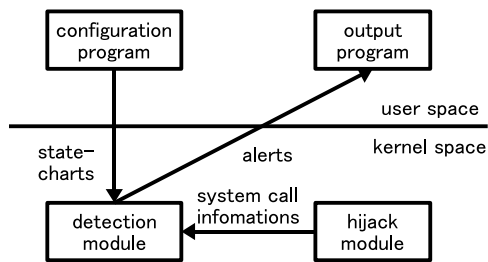 configuration
program
output
program
user space
kernel space
state-
charts
alerts
system call
infomations
detection
module
hijack
module